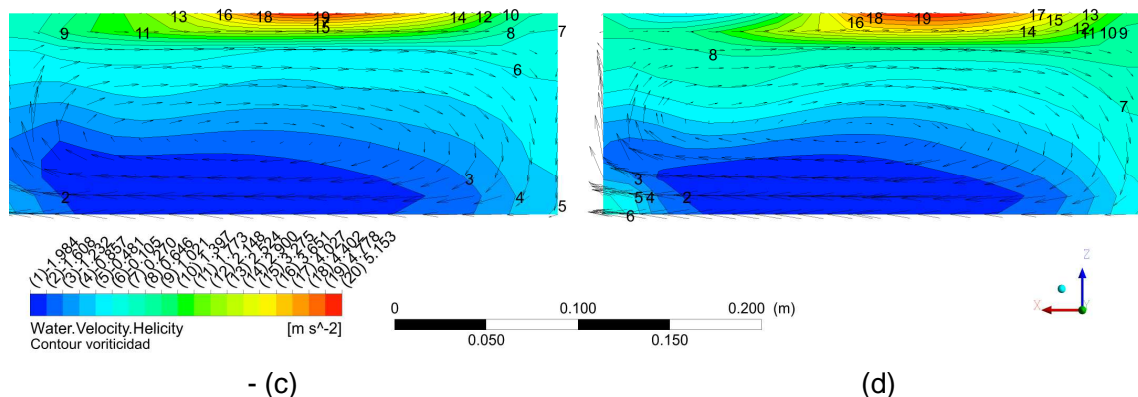 13 16 18 19 14 12 10
15
9 11 8 7
6
3
2 4
5
16 18 19 17 15 13
14 12 11 10 9
8
7
3
5 4 2
6
(1)-1.984
(2)-1.608
(3)-1.232
(4)-0.857
(5)-0.481
(6)-0.105
(7) 0.270
(8) 0.646
(9) 1.021
(10) 1.397
(11) 1.773
(12) 2.148
(13) 2.524
(14) 2.900
(15) 3.275
(16) 3.651
(17) 4.027
(18) 4.402
(19) 4.778
(20) 5.153
Water.Velocity.Helicity [m s^-2]
Contour voriticidad
0 0.100 0.200 (m)
0.050 0.150
Z
X
Y
- (c) (d)